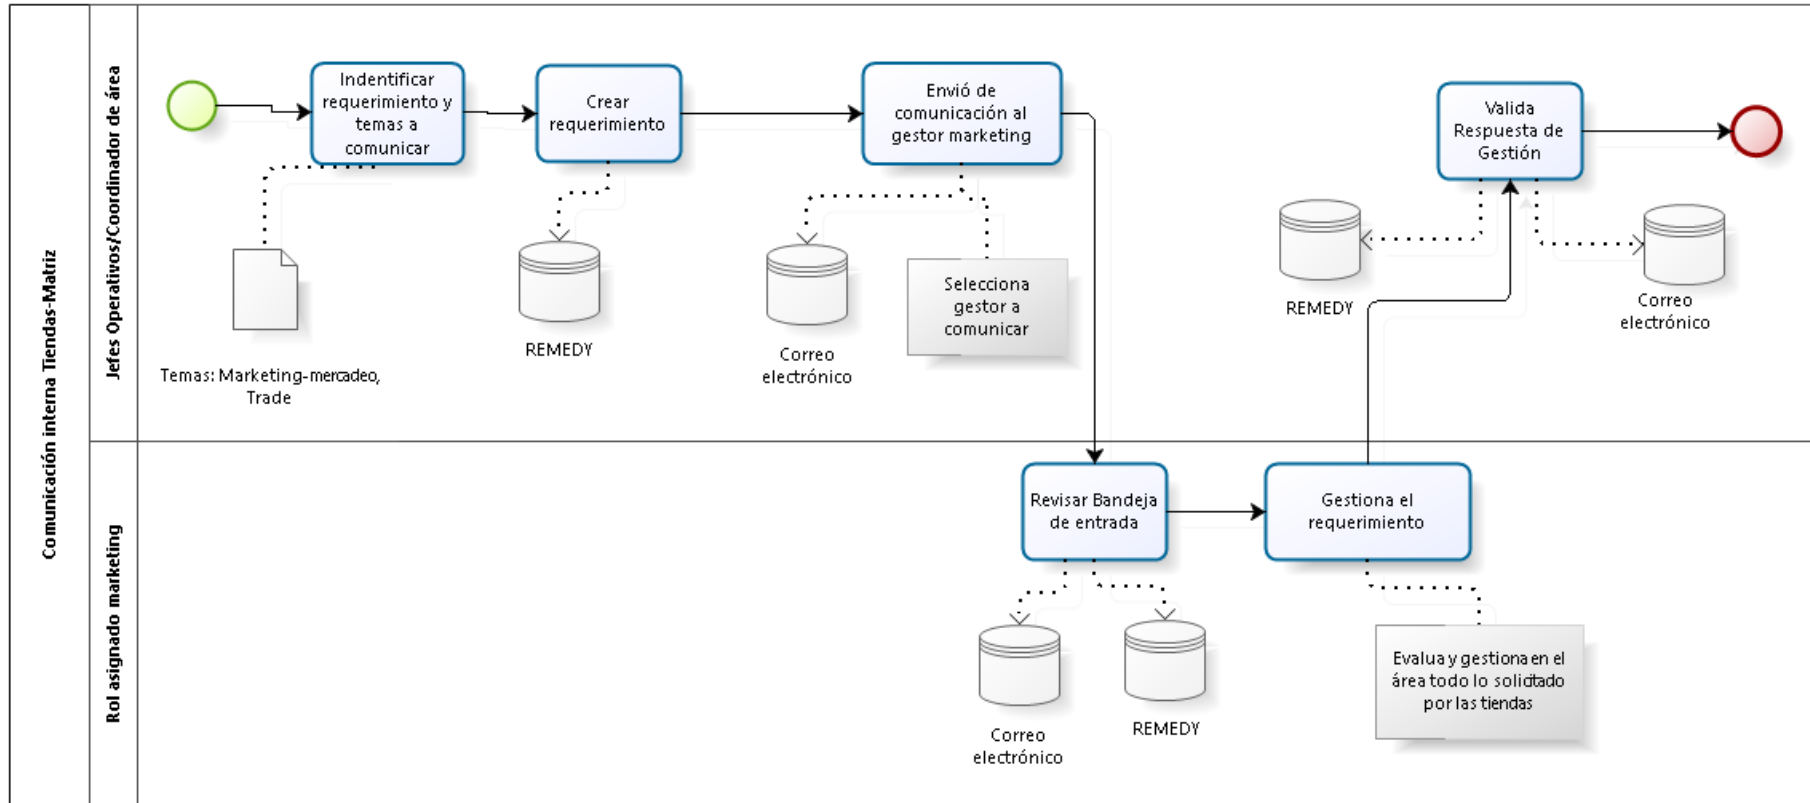 Comunicación interna Tiendas-Matriz
Jefes Operativos/Coordinador de área
Indentificar
requerimiento y
temas a
comunicar
Crear
requerimiento
Envió de
comunicación al
gestor marketing
Valida
Respuesta de
Gestión
Temas: Marketing-mercadeo,
Trade
REMEDY
Correo
electrónico
Selecciona
gestor a
comunicar
REMEDY
Correo
electrónico
Rol asignado marketing
Revisar Bandeja
de entrada
Gestiona el
requerimiento
Correo
electrónico
REMEDY
Evalua y gestiona en el
área todo lo solicitado
por las tiendas